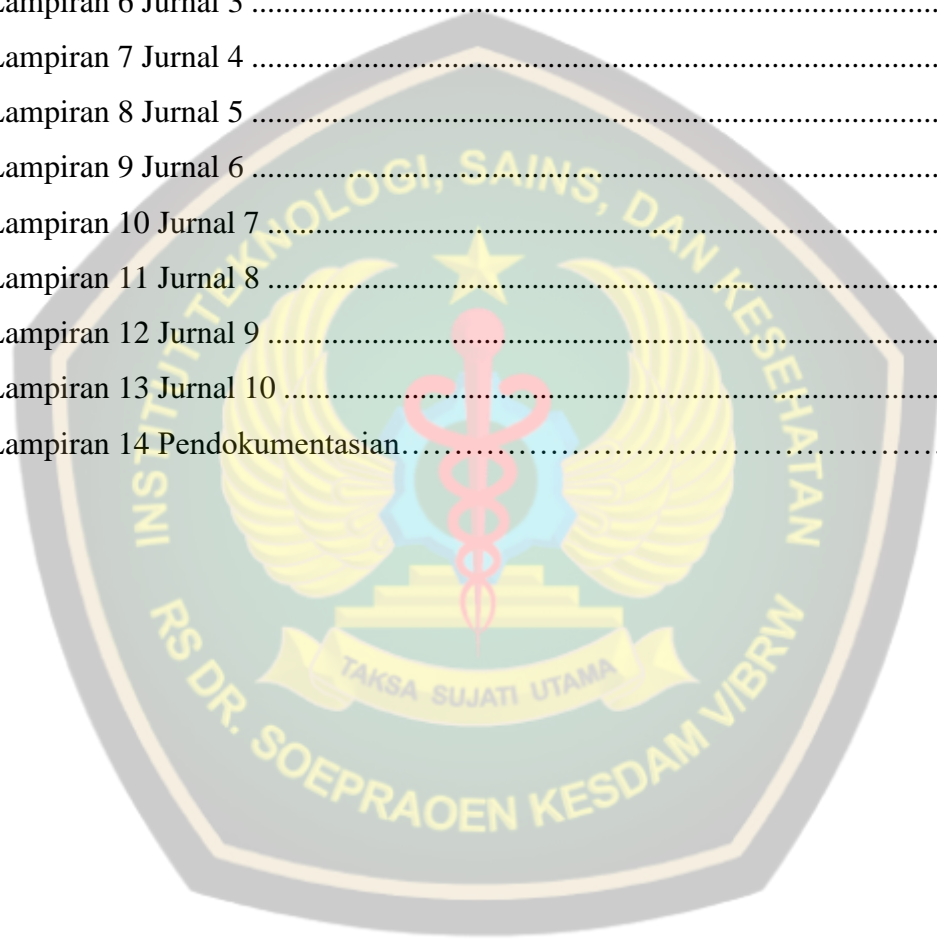 Lampiran 6 Jurnal 3 ................................................................................
Lampiran 7 Jurnal 4 ................................................................................
Lampiran 8 Jurnal 5 ................................................................................
Lampiran 9 Jurnal 6 ................................................................................
Lampiran 10 Jurnal 7 ..............................................................................
Lampiran 11 Jurnal 8 ..............................................................................
Lampiran 12 Jurnal 9 ..............................................................................
Lampiran 13 Jurnal 10 ............................................................................
Lampiran 14 Pendokumentasian……………………………………………
INSTITUT TEKNOLOGI, SAINS, DAN KESEHATAN
TAKSA SUJATI UTAMA
RS DR. SOEPRAOEN KESDAM V/BRW